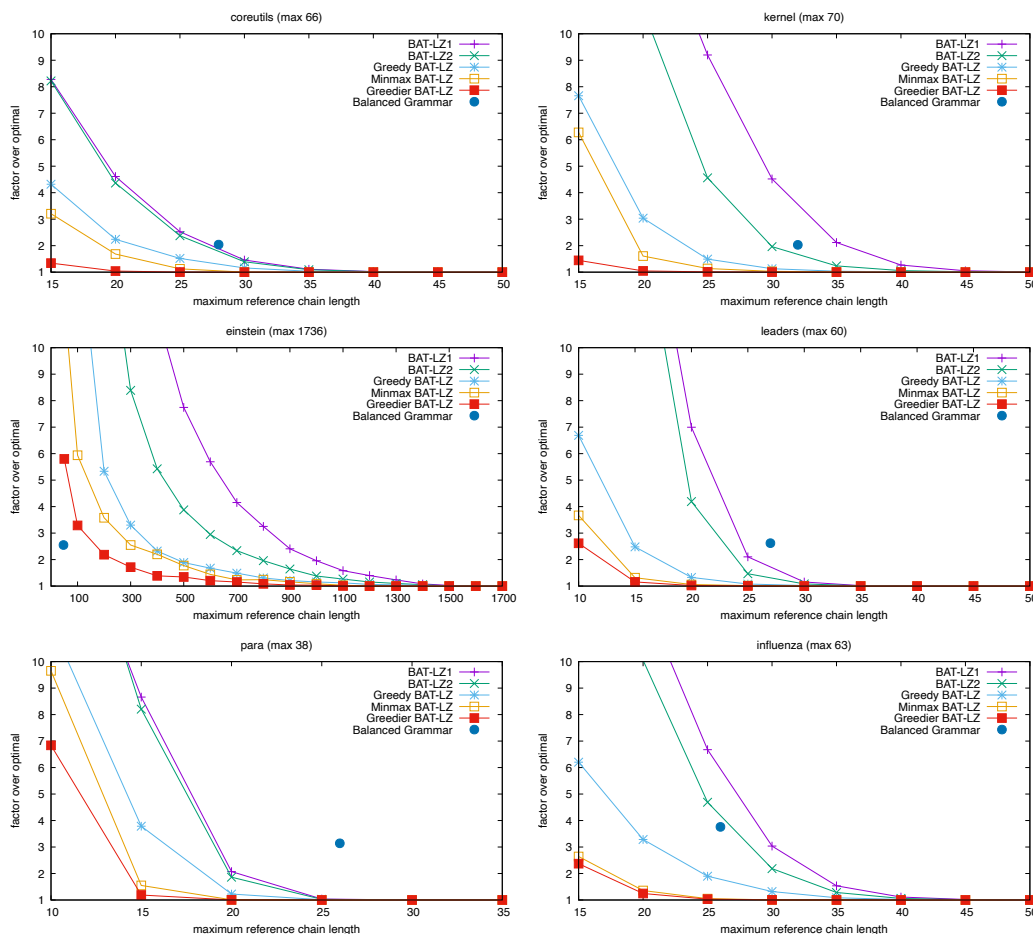 coreutils (max 66)
10
9
8
7
6
5
4
3
2
1
factor over optimal
BAT-LZ1
BAT-LZ2
Greedy BAT-LZ
Minmax BAT-LZ
Greedier BAT-LZ
Balanced Grammar
15 20 25 30 35 40 45 50
maximum reference chain length
kernel (max 70)
10
9
8
7
6
5
4
3
2
1
factor over optimal
BAT-LZ1
BAT-LZ2
Greedy BAT-LZ
Minmax BAT-LZ
Greedier BAT-LZ
Balanced Grammar
15 20 25 30 35 40 45 50
maximum reference chain length
einstein (max 1736)
10
9
8
7
6
5
4
3
2
1
factor over optimal
BAT-LZ1
BAT-LZ2
Greedy BAT-LZ
Minmax BAT-LZ
Greedier BAT-LZ
Balanced Grammar
100 300 500 700 900 1100 1300 1500 1700
maximum reference chain length
leaders (max 60)
10
9
8
7
6
5
4
3
2
1
factor over optimal
BAT-LZ1
BAT-LZ2
Greedy BAT-LZ
Minmax BAT-LZ
Greedier BAT-LZ
Balanced Grammar
10 15 20 25 30 35 40 45 50
maximum reference chain length
para (max 38)
10
9
8
7
6
5
4
3
2
1
factor over optimal
BAT-LZ1
BAT-LZ2
Greedy BAT-LZ
Minmax BAT-LZ
Greedier BAT-LZ
Balanced Grammar
10 15 20 25 30 35
maximum reference chain length
influenza (max 63)
10
9
8
7
6
5
4
3
2
1
factor over optimal
BAT-LZ1
BAT-LZ2
Greedy BAT-LZ
Minmax BAT-LZ
Greedier BAT-LZ
Balanced Grammar
15 20 25 30 35 40 45 50
maximum reference chain length